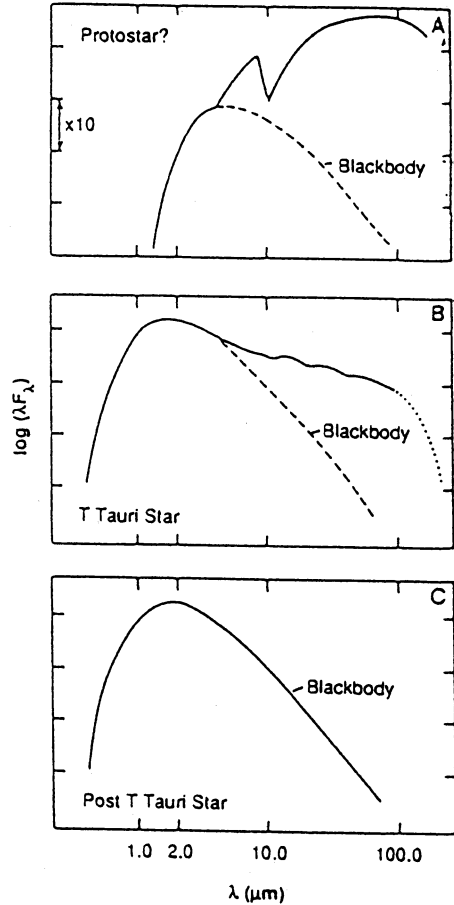 A
Protostar?
x10
Blackbody
B
log (λFλ)
Blackbody
T Tauri Star
C
Blackbody
Post T Tauri Star
1.0 2.0 10.0 100.0
λ (μm)